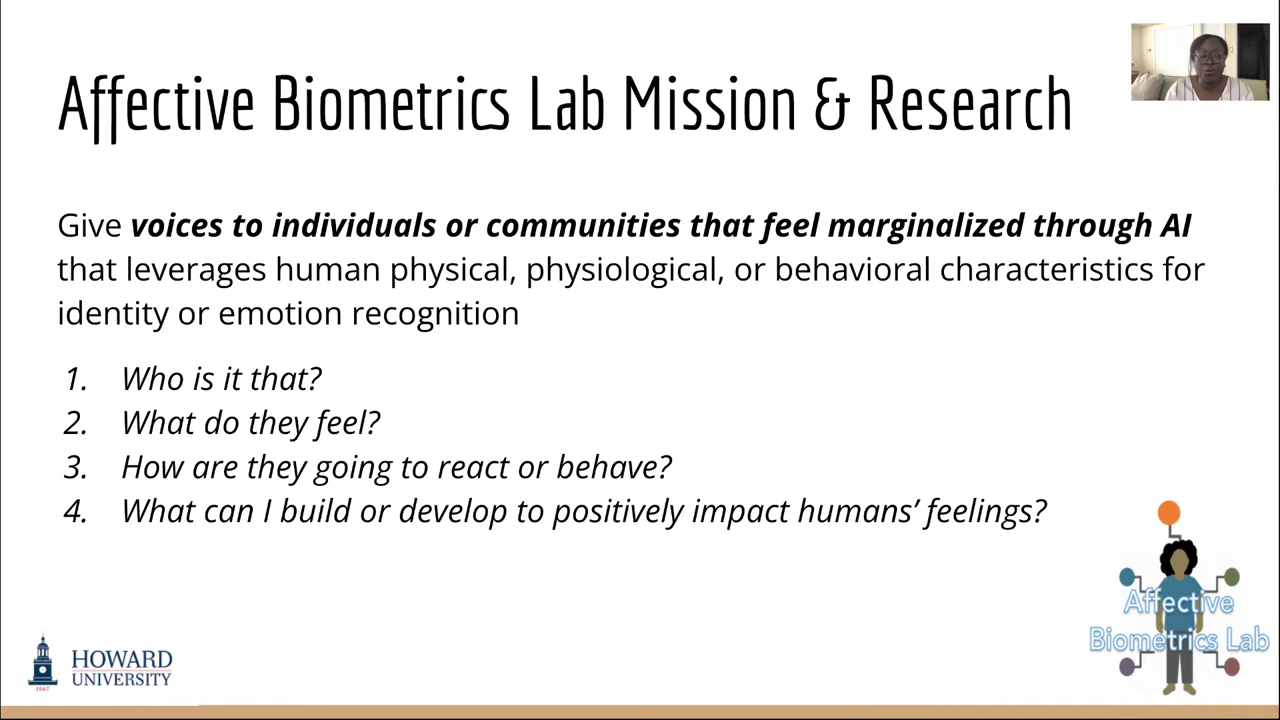 Affective Biometrics Lab Mission & Research
Give voices to individuals or communities that feel marginalized through AI
that leverages human physical, physiological, or behavioral characteristics for
identity or emotion recognition
1. Who is it that?
2. What do they feel?
3. How are they going to react or behave?
4. What can I build or develop to positively impact humans’ feelings?
Affective
Biometrics Lab
HOWARD
UNIVERSITY
1867